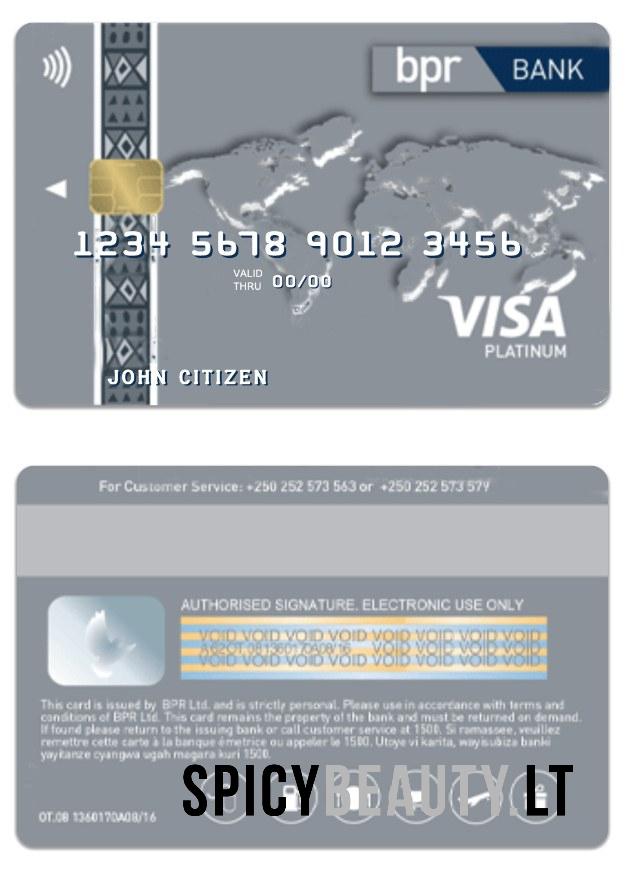 bpr BANK
1234 5678 9012 3456
VALID
THRU 00/00
VISA
PLATINUM
JOHN CITIZEN
For Customer Service: +250 252 573 563 or +250 252 573 579
AUTHORISED SIGNATURE. ELECTRONIC USE ONLY
VOID VOID VOID VOID VOID VOID VOID VOID
VOID VOID VOID VOID VOID VOID VOID VOID
This card is issued by BPR Ltd. and is strictly personal. Please use in accordance with terms and
conditions of BPR Ltd. This card remains the property of the bank and must be returned on demand.
If found please return to the issuing bank or call customer service at 1500. Si ramassee, veuillez
remettre cette carte à la banque émetrice ou appeler le 1500. Utoye vi karita, wayisubiza banki
yayitanze cyangwa ugah magara kuri 1500.
SPICYBEAUTY.LT
OT.08 1360170A08/16